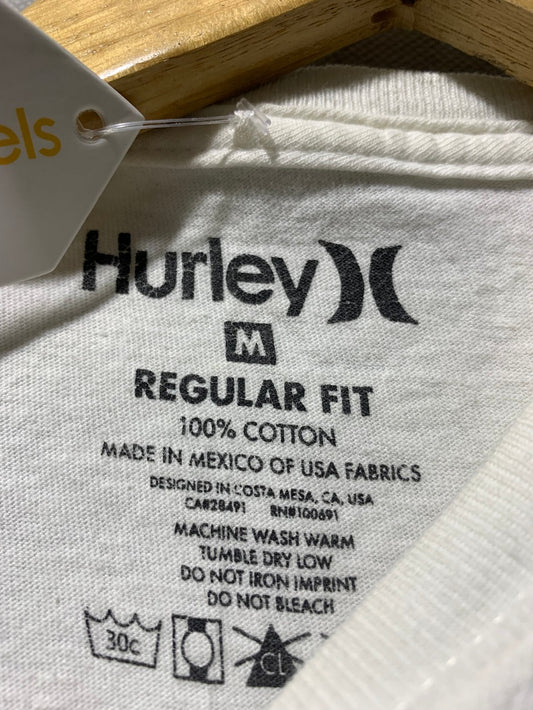 els
Hurley
M
REGULAR FIT
100% COTTON
MADE IN MEXICO OF USA FABRICS
DESIGNED IN COSTA MESA, CA, USA
CA#28491 RN#100691
MACHINE WASH WARM
TUMBLE DRY LOW
DO NOT IRON IMPRINT
DO NOT BLEACH
30c CL